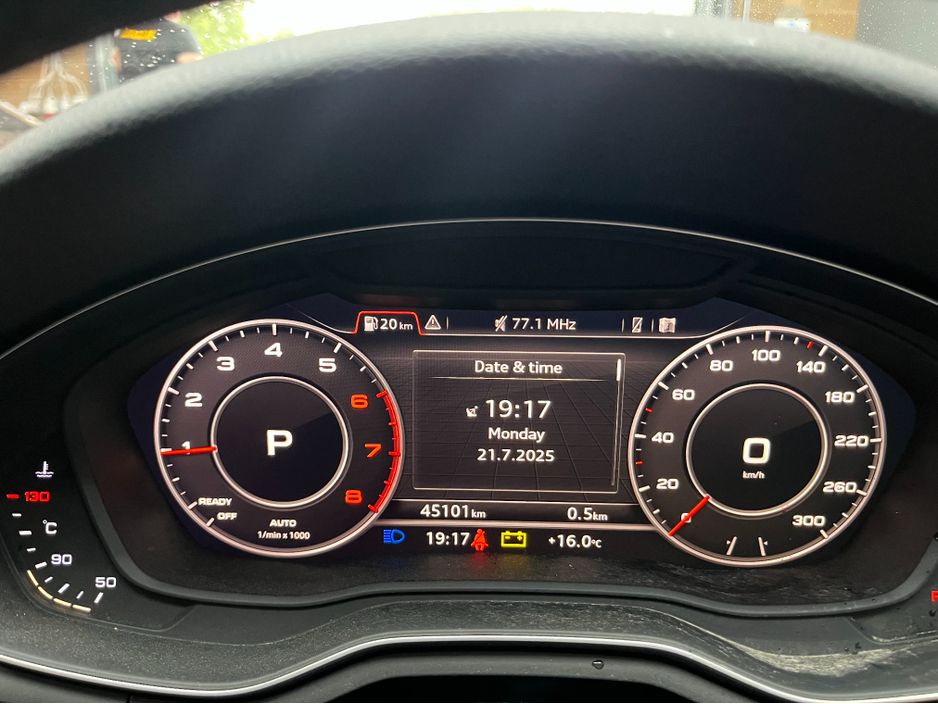 20 km
77.1 MHz
Date & time
19:17
Monday
21.7.2025
1
2
3
4
5
6
7
8
P
READY
OFF
AUTO
1/min x 1000
0
20
40
60
80
100
140
180
220
260
300
0
km/h
45101 km
0.5 km
19:17
+16.0°C
130
°C
90
50